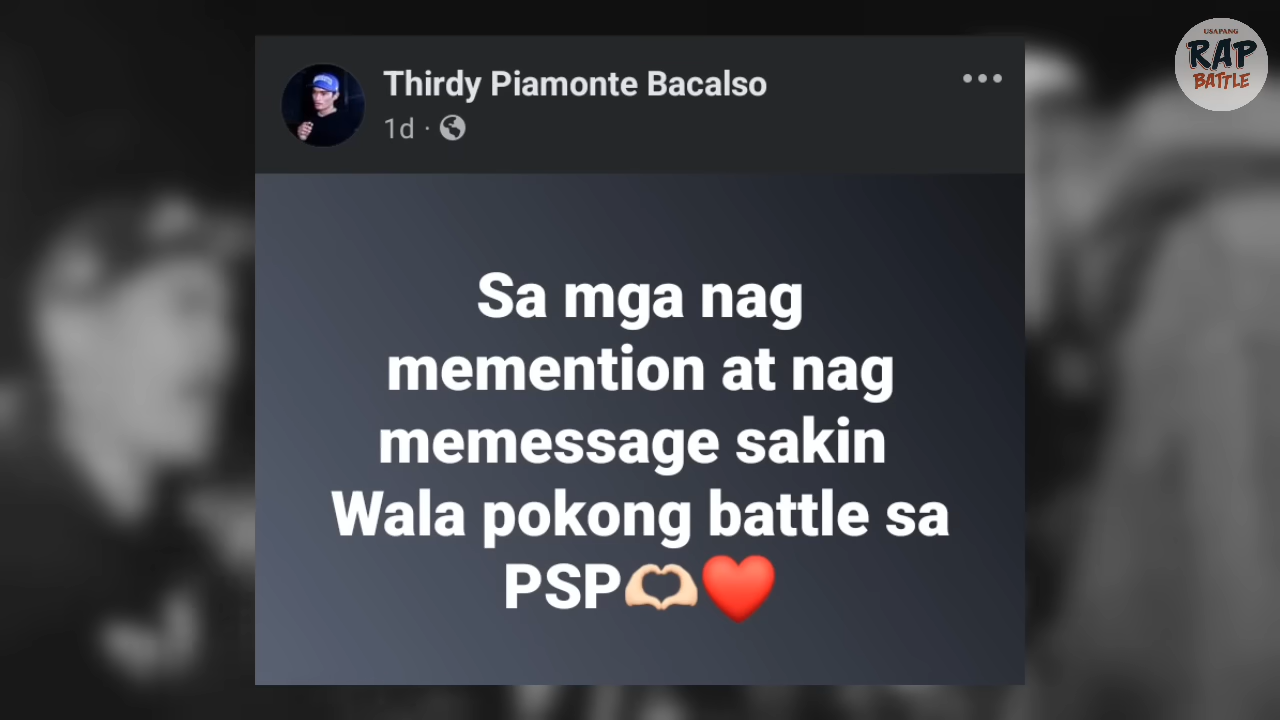 USAPANG
RAP
BATTLE
Thirdy Piamonte Bacalso
1d ·
Sa mga nag
memention at nag
memessage sakin
Wala pokong battle sa
PSP🫶🏻❤️